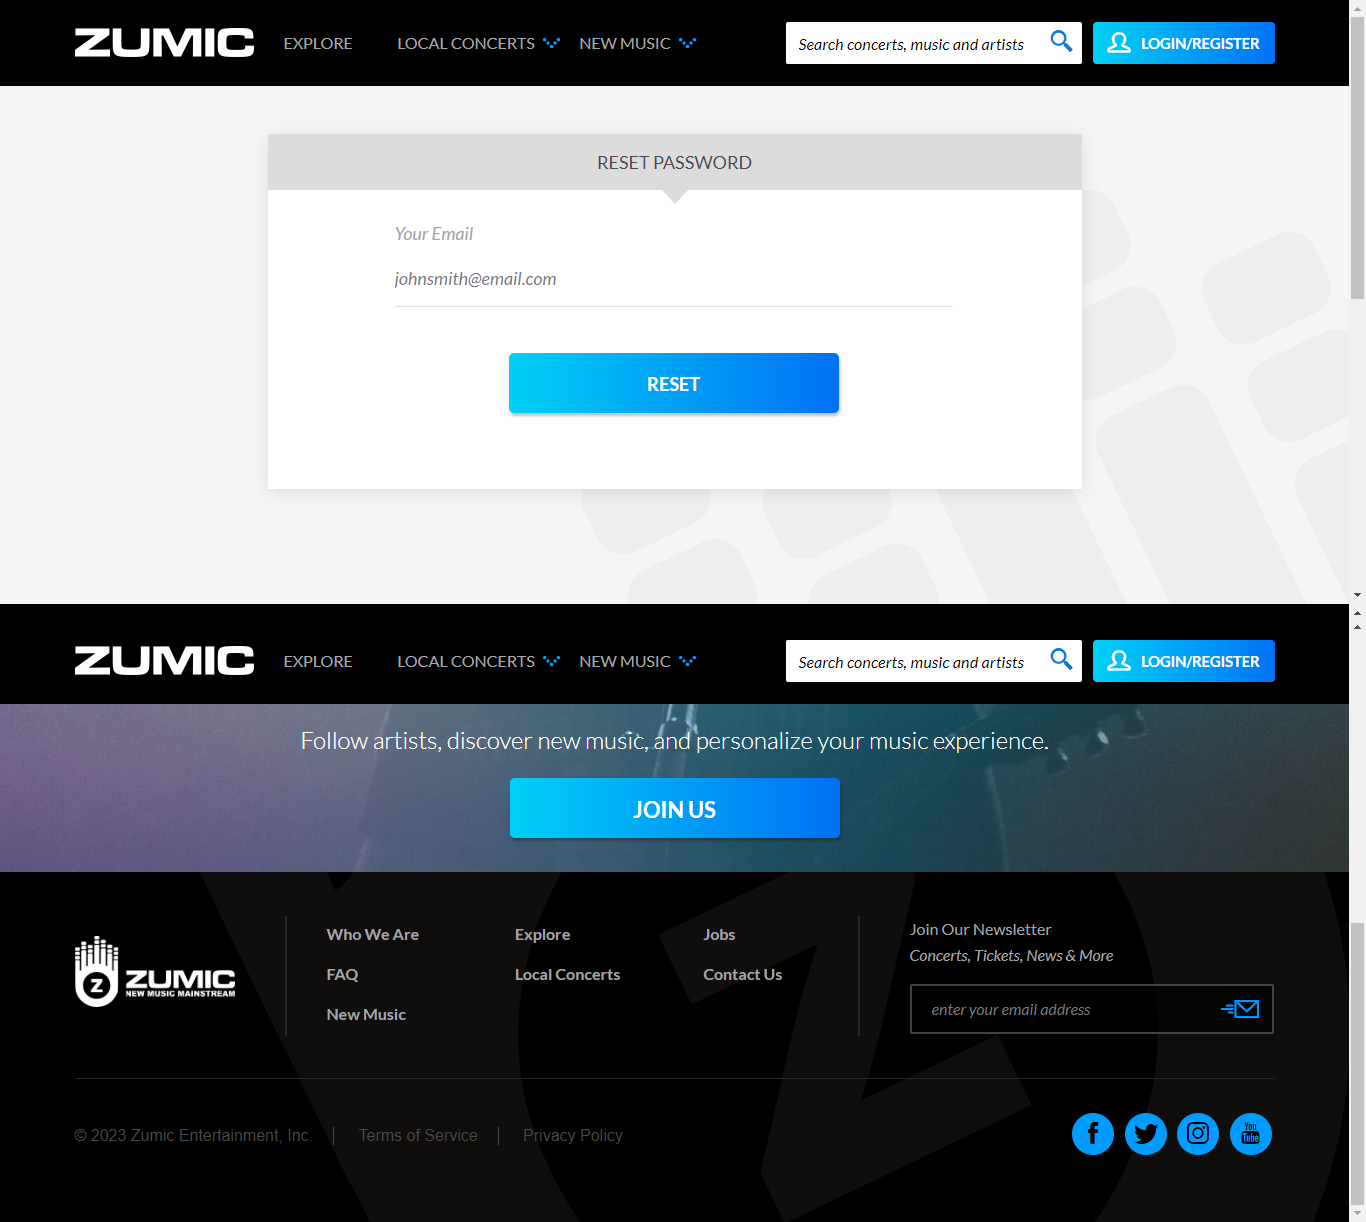 ZUMIC
EXPLORE
LOCAL CONCERTS
NEW MUSIC
Search concerts, music and artists
LOGIN/REGISTER
RESET PASSWORD
Your Email
johnsmith@email.com
RESET
ZUMIC
EXPLORE
LOCAL CONCERTS
NEW MUSIC
Search concerts, music and artists
LOGIN/REGISTER
Follow artists, discover new music, and personalize your music experience.
JOIN US
Z
ZUMIC
NEW MUSIC MAINSTREAM
Who We Are
FAQ
New Music
Explore
Local Concerts
Jobs
Contact Us
Join Our Newsletter
Concerts, Tickets, News & More
enter your email address
© 2023 Zumic Entertainment, Inc.
Terms of Service
Privacy Policy
You
Tube